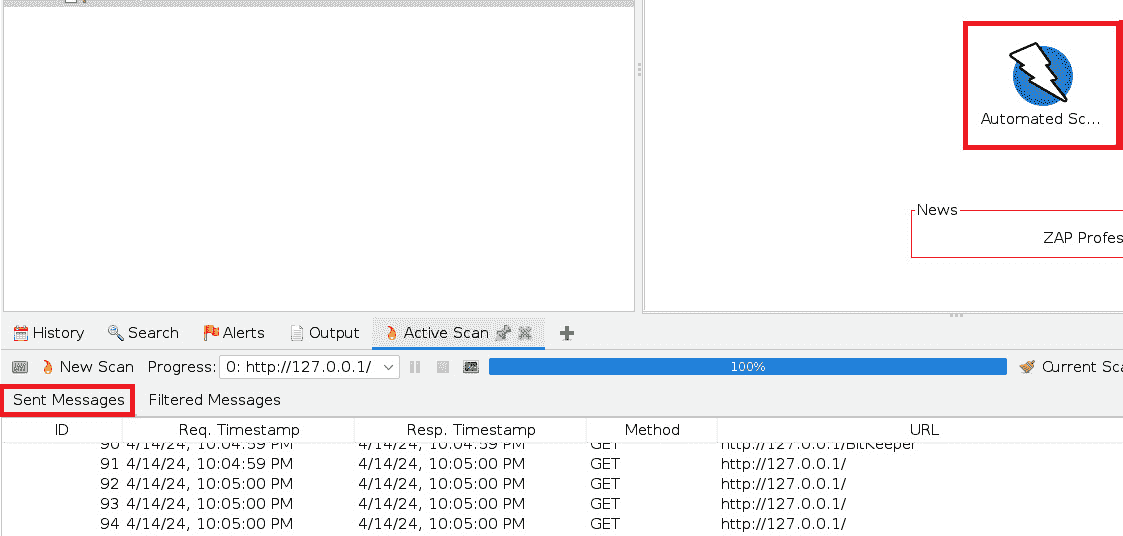 Automated Sc...
News
ZAP Profes
History Search Alerts Output Active Scan
New Scan Progress: 0: http://127.0.0.1/ 100% Current Sca
Sent Messages Filtered Messages
ID Req. Timestamp Resp. Timestamp Method URL
90 4/14/24, 10:04:59 PM 4/14/24, 10:04:59 PM GET http://127.0.0.1/BitKeeper
91 4/14/24, 10:04:59 PM 4/14/24, 10:05:00 PM GET http://127.0.0.1/
92 4/14/24, 10:05:00 PM 4/14/24, 10:05:00 PM GET http://127.0.0.1/
93 4/14/24, 10:05:00 PM 4/14/24, 10:05:00 PM GET http://127.0.0.1/
94 4/14/24, 10:05:00 PM 4/14/24, 10:05:00 PM GET http://127.0.0.1/